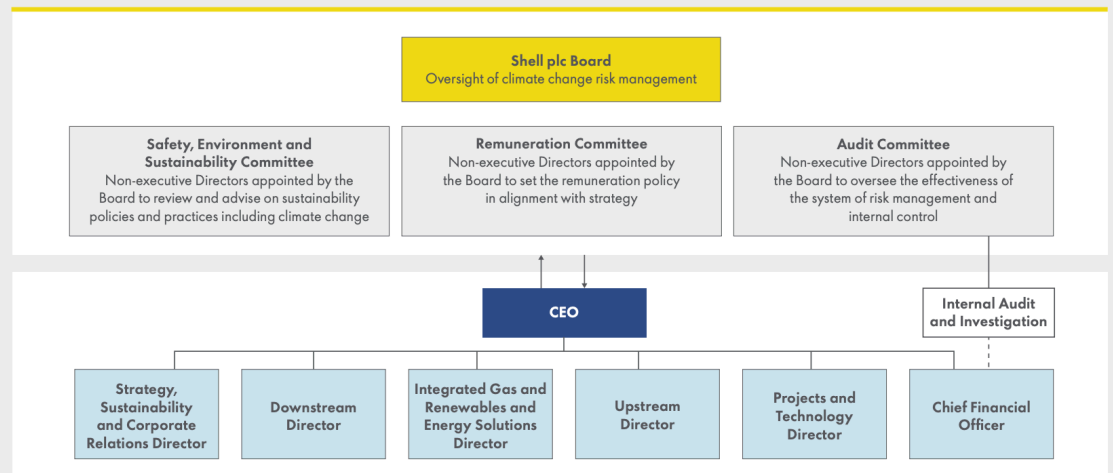 Shell plc Board
Oversight of climate change risk management
Safety, Environment and
Sustainability Committee
Non-executive Directors appointed by the
Board to review and advise on sustainability
policies and practices including climate change
Remuneration Committee
Non-executive Directors appointed by
the Board to set the remuneration policy
in alignment with strategy
Audit Committee
Non-executive Directors appointed by
the Board to oversee the effectiveness of
the system of risk management and
internal control
CEO
Internal Audit
and Investigation
Strategy,
Sustainability
and Corporate
Relations Director
Downstream
Director
Integrated Gas and
Renewables and
Energy Solutions
Director
Upstream
Director
Projects and
Technology
Director
Chief Financial
Officer